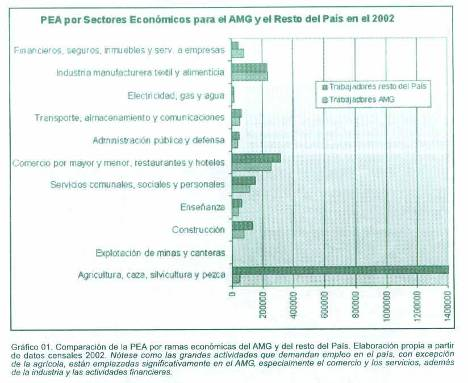 PEA por Sectores Económicos para el AMG y el Resto del País en el 2002
Financieros, seguros, inmuebles y serv. a empresas
Industria manufacturera textil y alimenticia
Electricidad, gas y agua
Transporte, almacenamiento y comunicaciones
Administración pública y defensa
Comercio por mayor y menor, restaurantes y hoteles
Servicios comunales, sociales y personales
Enseñanza
Construcción
Explotación de minas y canteras
Agricultura, caza, silvicultura y pezca
Trabajadores resto del País
Trabajadores AMG
0
200000
400000
600000
800000
1000000
1200000
1400000
Gráfico 01. Comparación de la PEA por ramas económicas del AMG y del resto del País. Elaboración propia a partir
de datos censales 2002. Nótese como las grandes actividades que demandan empleo en el país, con excepción
de la agrícola, están emplazadas significativamente en el AMG, especialmente el comercio y los servicios, además
de la industria y las actividades financieras.